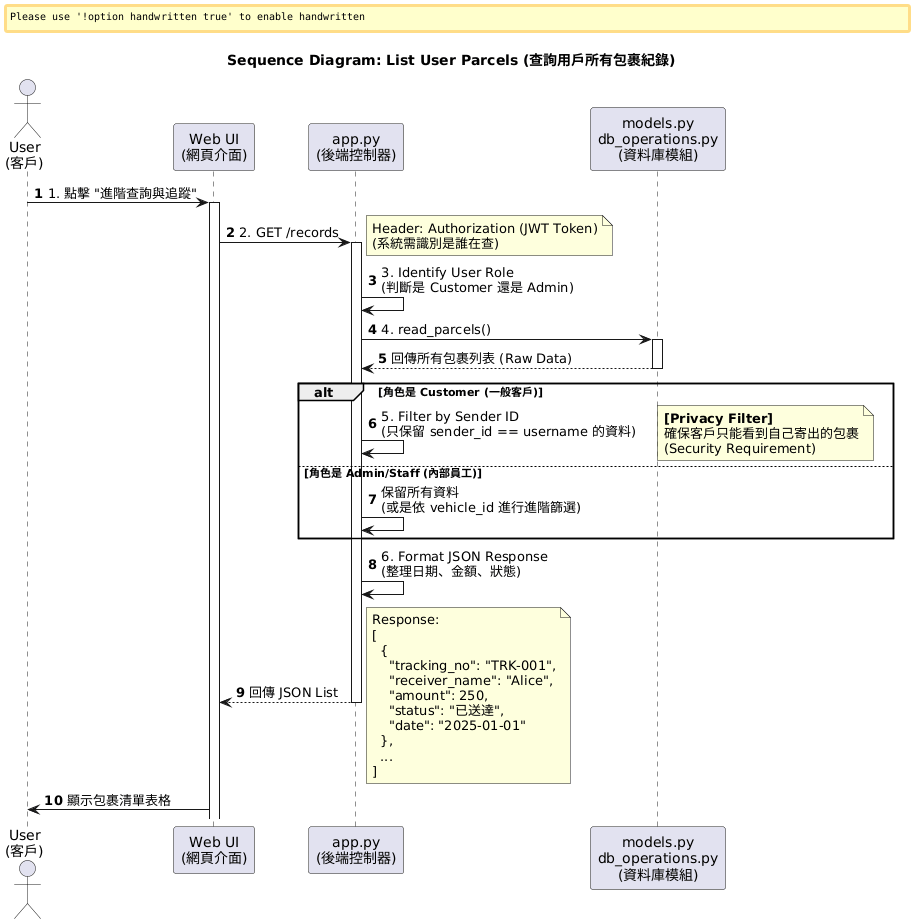 Please use '!option handwritten true' to enable handwritten
Sequence Diagram: List User Parcels (查詢用戶所有包裹紀錄)
User
(客戶)
Web UI
(網頁介面)
app.py
(後端控制器)
models.py
db_operations.py
(資料庫模組)
1 1. 點擊 "進階查詢與追蹤"
2 2. GET /records
Header: Authorization (JWT Token)
(系統需識別是誰在查)
3 3. Identify User Role
(判斷是 Customer 還是 Admin)
4 4. read_parcels()
5 回傳所有包裹列表 (Raw Data)
alt [角色是 Customer (一般客戶)]
6 5. Filter by Sender ID
(只保留 sender_id == username 的資料)
[Privacy Filter]
確保客戶只能看到自己寄出的包裹
(Security Requirement)
[角色是 Admin/Staff (內部員工)]
7 保留所有資料
(或是依 vehicle_id 進行進階篩選)
8 6. Format JSON Response
(整理日期、金額、狀態)
Response:
[
{
"tracking_no": "TRK-001",
"receiver_name": "Alice",
"amount": 250,
"status": "已送達",
"date": "2025-01-01"
},
...
]
9 回傳 JSON List
10 顯示包裹清單表格
User
(客戶)
Web UI
(網頁介面)
app.py
(後端控制器)
models.py
db_operations.py
(資料庫模組)